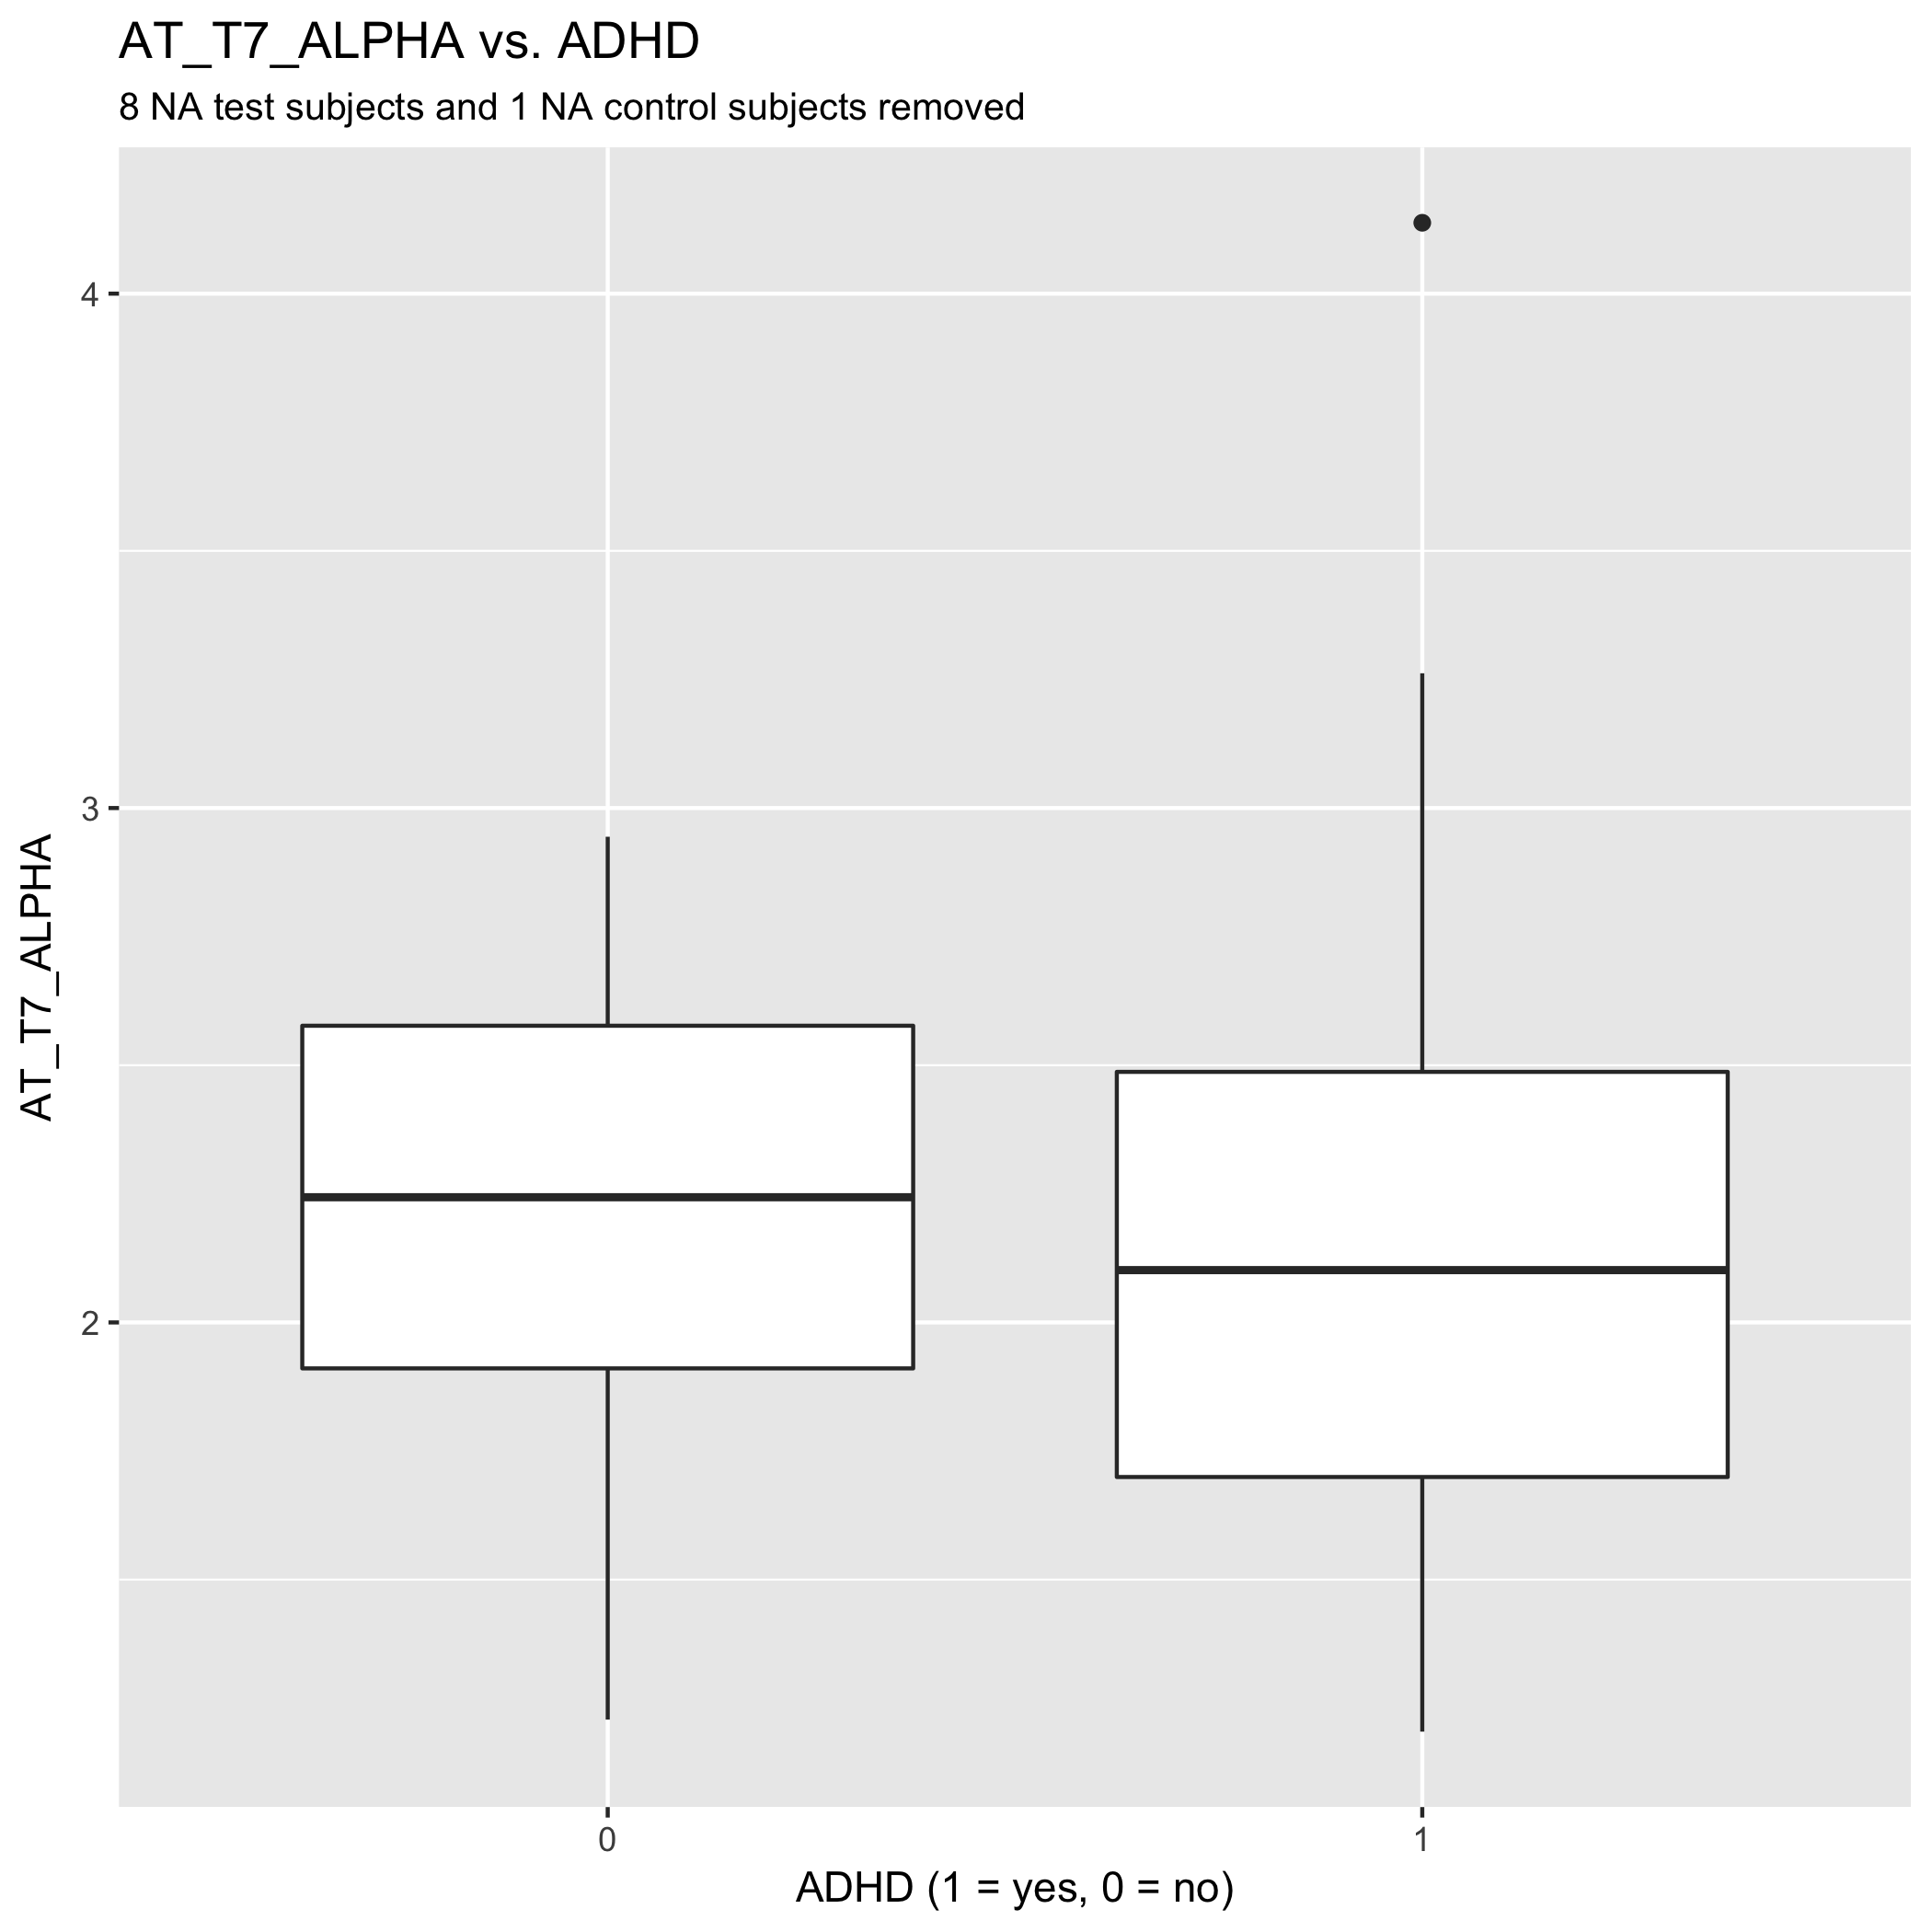 AT_T7_ALPHA vs. ADHD
8 NA test subjects and 1 NA control subjects removed
AT_T7_ALPHA
4
3
2
0
1
ADHD (1 = yes, 0 = no)